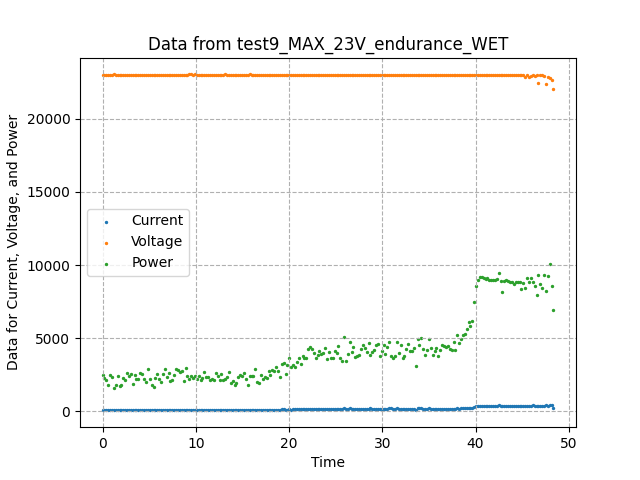 Data from test9_MAX_23V_endurance_WET
Data for Current, Voltage, and Power
20000
15000
10000
5000
0
Current
Voltage
Power
0 10 20 30 40 50
Time